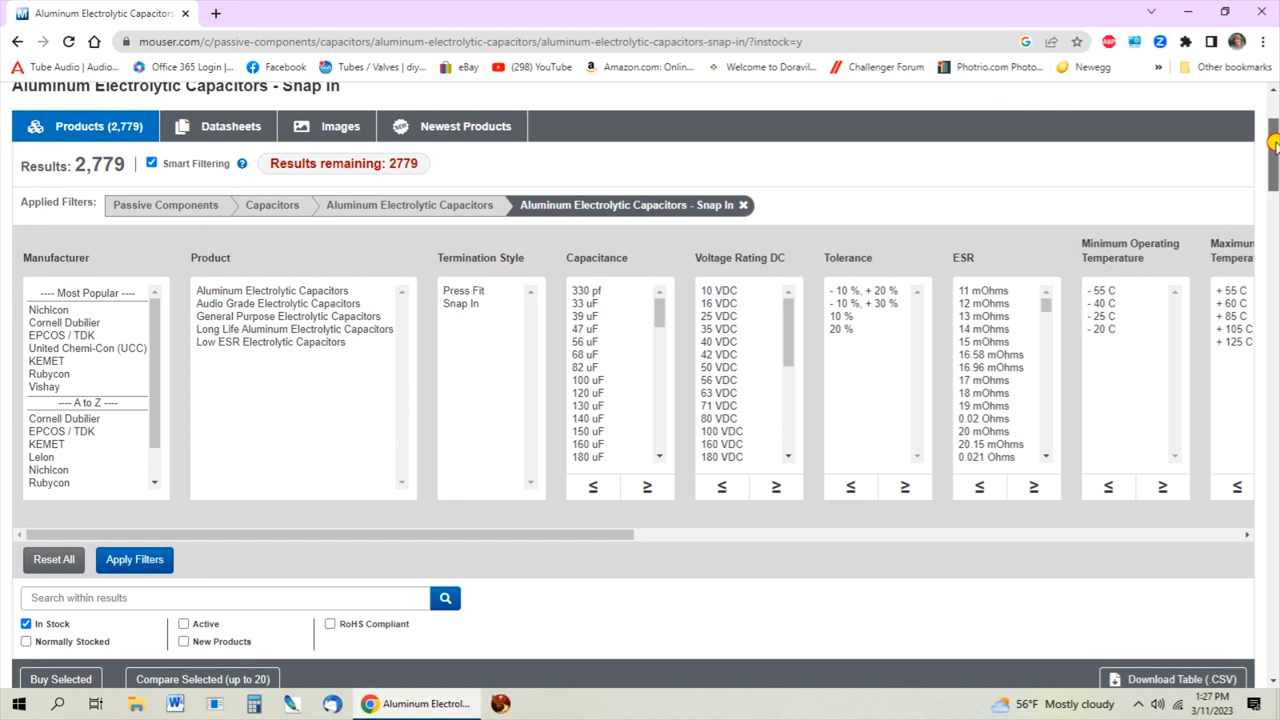 Aluminum Electrolytic Capacitors
mouser.com/c/passive-components/capacitors/aluminum-electrolytic-capacitors/aluminum-electrolytic-capacitors-snap-in/?instock=y
Tube Audio | Audio... Office 365 Login |... Facebook Tubes / Valves | diy... eBay (298) YouTube Amazon.com: Onlin... Welcome to Doravil... Challenger Forum Photrio.com Photo... Newegg » Other bookmarks
Aluminum Electrolytic Capacitors - Snap In
Products (2,779) Datasheets Images Newest Products
Results: 2,779 Smart Filtering Results remaining: 2779
Applied Filters: Passive Components Capacitors Aluminum Electrolytic Capacitors Aluminum Electrolytic Capacitors - Snap In
Manufacturer
---- Most Popular ----
Nichicon
Cornell Dubilier
EPCOS / TDK
United Chemi-Con (UCC)
KEMET
Rubycon
Vishay
---- A to Z ----
Cornell Dubilier
EPCOS / TDK
KEMET
Lelon
Nichicon
Rubycon
Product
Aluminum Electrolytic Capacitors
Audio Grade Electrolytic Capacitors
General Purpose Electrolytic Capacitors
Long Life Aluminum Electrolytic Capacitors
Low ESR Electrolytic Capacitors
Termination Style
Press Fit
Snap In
Capacitance
330 pf
33 uF
39 uF
47 uF
56 uF
68 uF
82 uF
100 uF
120 uF
130 uF
140 uF
150 uF
160 uF
180 uF
≤ ≥
Voltage Rating DC
10 VDC
16 VDC
25 VDC
35 VDC
40 VDC
42 VDC
50 VDC
56 VDC
63 VDC
71 VDC
80 VDC
100 VDC
160 VDC
180 VDC
≤ ≥
Tolerance
- 10 %, + 20 %
- 10 %, + 30 %
10 %
20 %
≤ ≥
ESR
11 mOhms
12 mOhms
13 mOhms
14 mOhms
15 mOhms
16.58 mOhms
16.96 mOhms
17 mOhms
18 mOhms
19 mOhms
0.02 Ohms
20 mOhms
20.15 mOhms
0.021 Ohms
≤ ≥
Minimum Operating
Temperature
- 55 C
- 40 C
- 25 C
- 20 C
≤ ≥
Maximum
Tempera
+ 55 C
+ 60 C
+ 85 C
+ 105 C
+ 125 C
≤
Reset All Apply Filters
Search within results
In Stock Active RoHS Compliant
Normally Stocked New Products
Buy Selected Compare Selected (up to 20) Download Table (.CSV)
Aluminum Electrol... 56°F Mostly cloudy 1:27 PM
3/11/2023